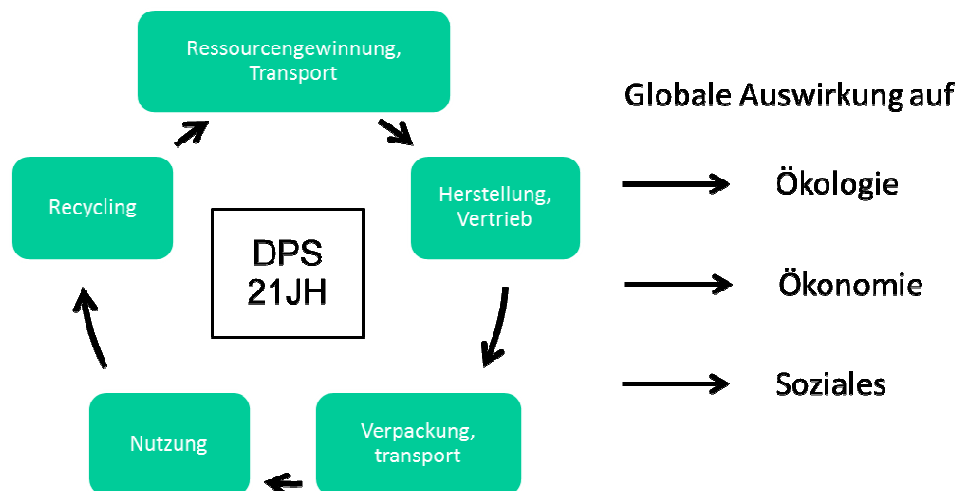 Ressourcengewinnung,
Transport
Herstellung,
Vertrieb
Verpackung,
transport
Nutzung
Recycling
DPS
21JH
Globale Auswirkung auf
Ökologie
Ökonomie
Soziales